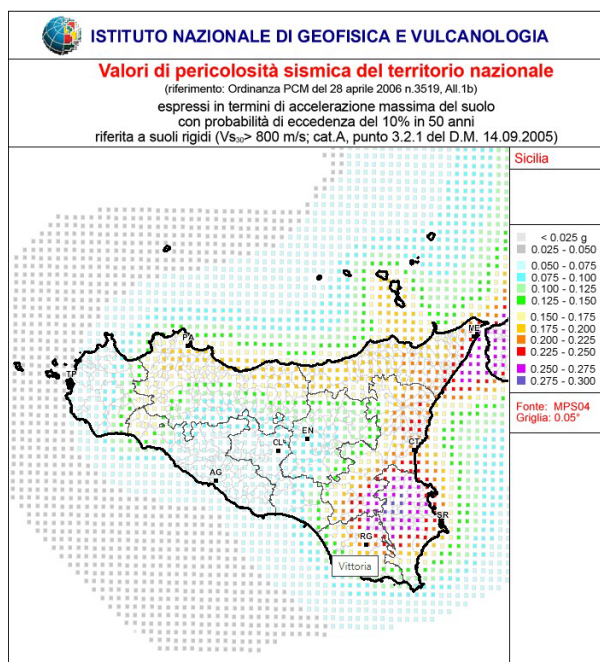 ISTITUTO NAZIONALE DI GEOFISICA E VULCANOLOGIA
Valori di pericolosità sismica del territorio nazionale
(riferimento: Ordinanza PCM del 28 aprile 2006 n.3519, All.1b)
espressi in termini di accelerazione massima del suolo
con probabilità di eccedenza del 10% in 50 anni
riferita a suoli rigidi (Vs₃₀> 800 m/s; cat.A, punto 3.2.1 del D.M. 14.09.2005)
Sicilia
< 0.025 g
0.025 - 0.050
0.050 - 0.075
0.075 - 0.100
0.100 - 0.125
0.125 - 0.150
0.150 - 0.175
0.175 - 0.200
0.200 - 0.225
0.225 - 0.250
0.250 - 0.275
0.275 - 0.300
Fonte: MPS04
Griglia: 0.05°
ME
PA
TP
EN
CL
CT
AG
SR
RG
Vittoria